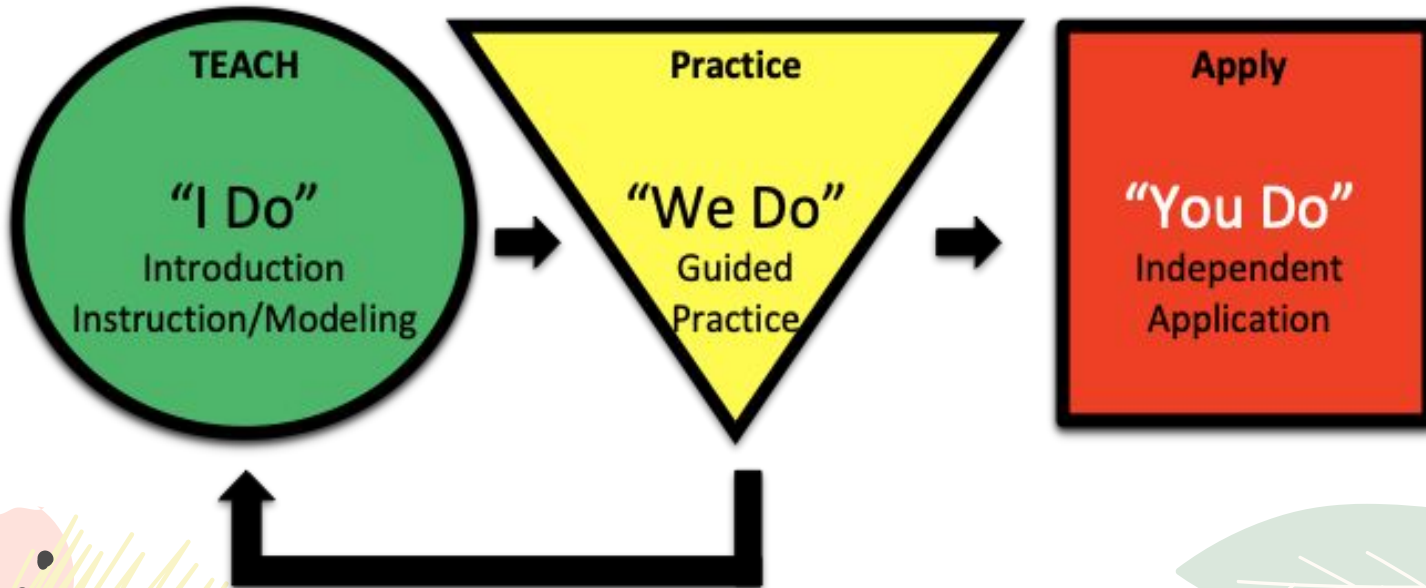 TEACH
“I Do”
Introduction
Instruction/Modeling
Practice
“We Do”
Guided
Practice
Apply
“You Do”
Independent
Application